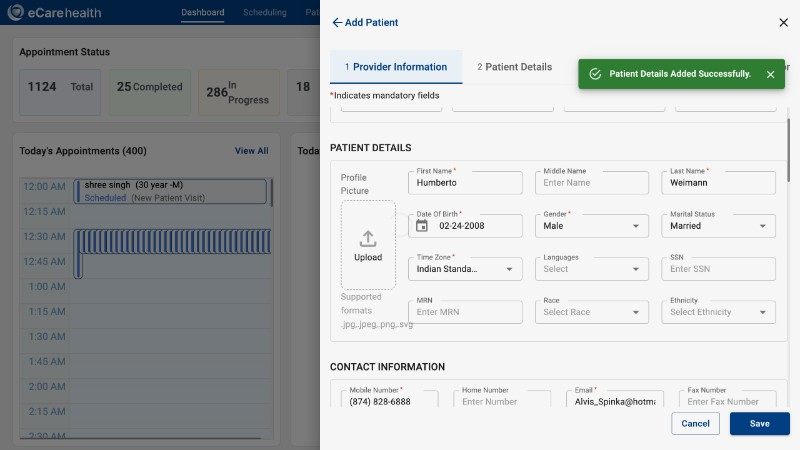 eCarehealth
Dashboard
Scheduling
Add Patient
1 Provider Information
2 Patient Details
Patient Details Added Successfully.
*Indicates mandatory fields
Appointment Status
1124 Total
25 Completed
286 In Progress
18
Today's Appointments (400)
View All
12:00 AM
shree singh (30 year -M)
Scheduled (New Patient Visit)
12:15 AM
12:30 AM
12:45 AM
1:00 AM
1:15 AM
1:30 AM
1:45 AM
2:00 AM
2:15 AM
2:30 AM
PATIENT DETAILS
Profile Picture
Upload
Supported formats
.jpg,.jpeg,.png,.svg
First Name*
Humberto
Middle Name
Enter Name
Last Name*
Weimann
Date Of Birth*
02-24-2008
Gender*
Male
Marital Status
Married
Time Zone*
Indian Standa...
Languages
Select
SSN
Enter SSN
MRN
Enter MRN
Race
Select Race
Ethnicity
Select Ethnicity
CONTACT INFORMATION
Mobile Number*
(874) 828-6888
Home Number
Enter Number
Email*
Alvis_Spinka@hotma
Fax Number
Enter Fax Number
Cancel
Save